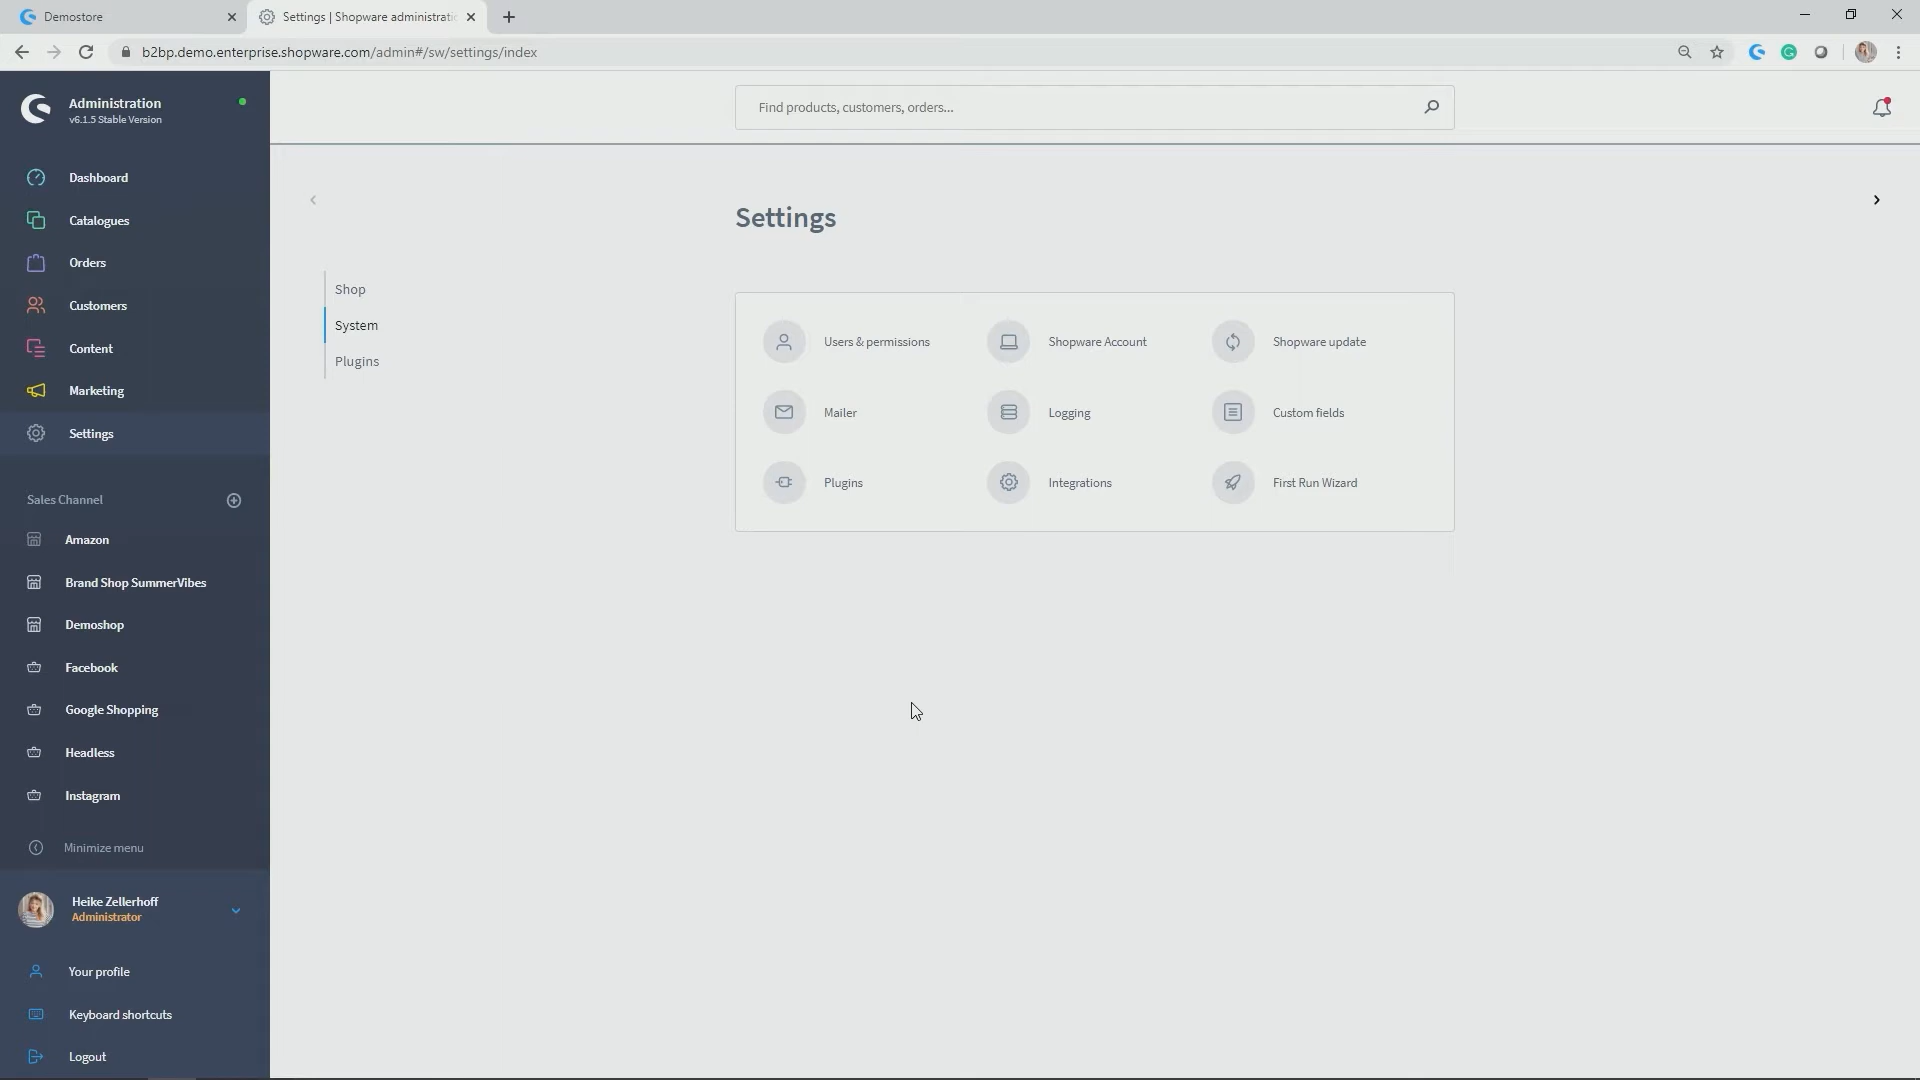 Demostore
Settings | Shopware administratic
b2bp.demo.enterprise.shopware.com/admin#/sw/settings/index
Administration
v6.1.5 Stable Version
Find products, customers, orders...
Dashboard
Catalogues
Orders
Customers
Content
Marketing
Settings
Sales Channel
Amazon
Brand Shop SummerVibes
Demoshop
Facebook
Google Shopping
Headless
Instagram
Minimize menu
Heike Zellerhoff
Administrator
Your profile
Keyboard shortcuts
Logout
Settings
Shop
System
Plugins
Users & permissions
Shopware Account
Shopware update
Mailer
Logging
Custom fields
Plugins
Integrations
First Run Wizard